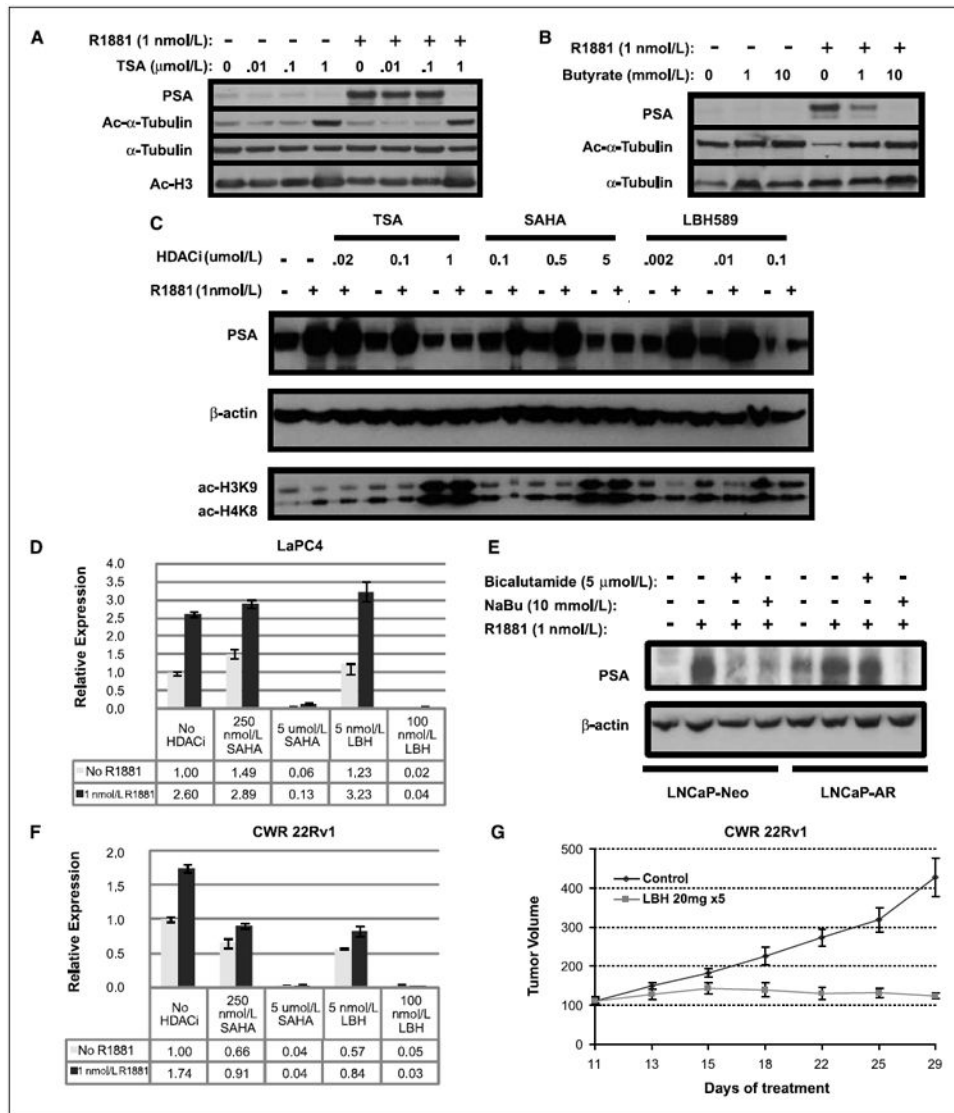 A
R1881 (1 nmol/L): - - - - + + + +
TSA (μmol/L): 0 .01 .1 1 0 .01 .1 1
PSA
Ac-α-Tubulin
α-Tubulin
Ac-H3
B
R1881 (1 nmol/L): - - - + + +
Butyrate (mmol/L): 0 1 10 0 1 10
PSA
Ac-α-Tubulin
α-Tubulin
C
TSA SAHA LBH589
HDACi (umol/L) - - .02 0.1 1 0.1 0.5 5 .002 .01 0.1
R1881 (1nmol/L) - + + - + - + - + - + - + - + - + - +
PSA
β-actin
ac-H3K9
ac-H4K8
D
LaPC4
Relative Expression
4.0
3.5
3.0
2.5
2.0
1.5
1.0
0.5
0.0
No HDACi
250 nmol/L SAHA
5 umol/L SAHA
5 nmol/L LBH
100 nmol/L LBH
No R1881 1.00 1.49 0.06 1.23 0.02
1 nmol/L R1881 2.60 2.89 0.13 3.23 0.04
E
Bicalutamide (5 μmol/L): - - + - - - + -
NaBu (10 mmol/L): - - - + - - - +
R1881 (1 nmol/L): - + + + - + + +
PSA
β-actin
LNCaP-Neo LNCaP-AR
F
CWR 22Rv1
Relative Expression
2.0
1.5
1.0
0.5
0.0
No HDACi
250 nmol/L SAHA
5 umol/L SAHA
5 nmol/L LBH
100 nmol/L LBH
No R1881 1.00 0.66 0.04 0.57 0.05
1 nmol/L R1881 1.74 0.91 0.04 0.84 0.03
G
CWR 22Rv1
Tumor Volume
500
400
300
200
100
0
Control
LBH 20mg x5
11 13 15 18 22 25 29
Days of treatment